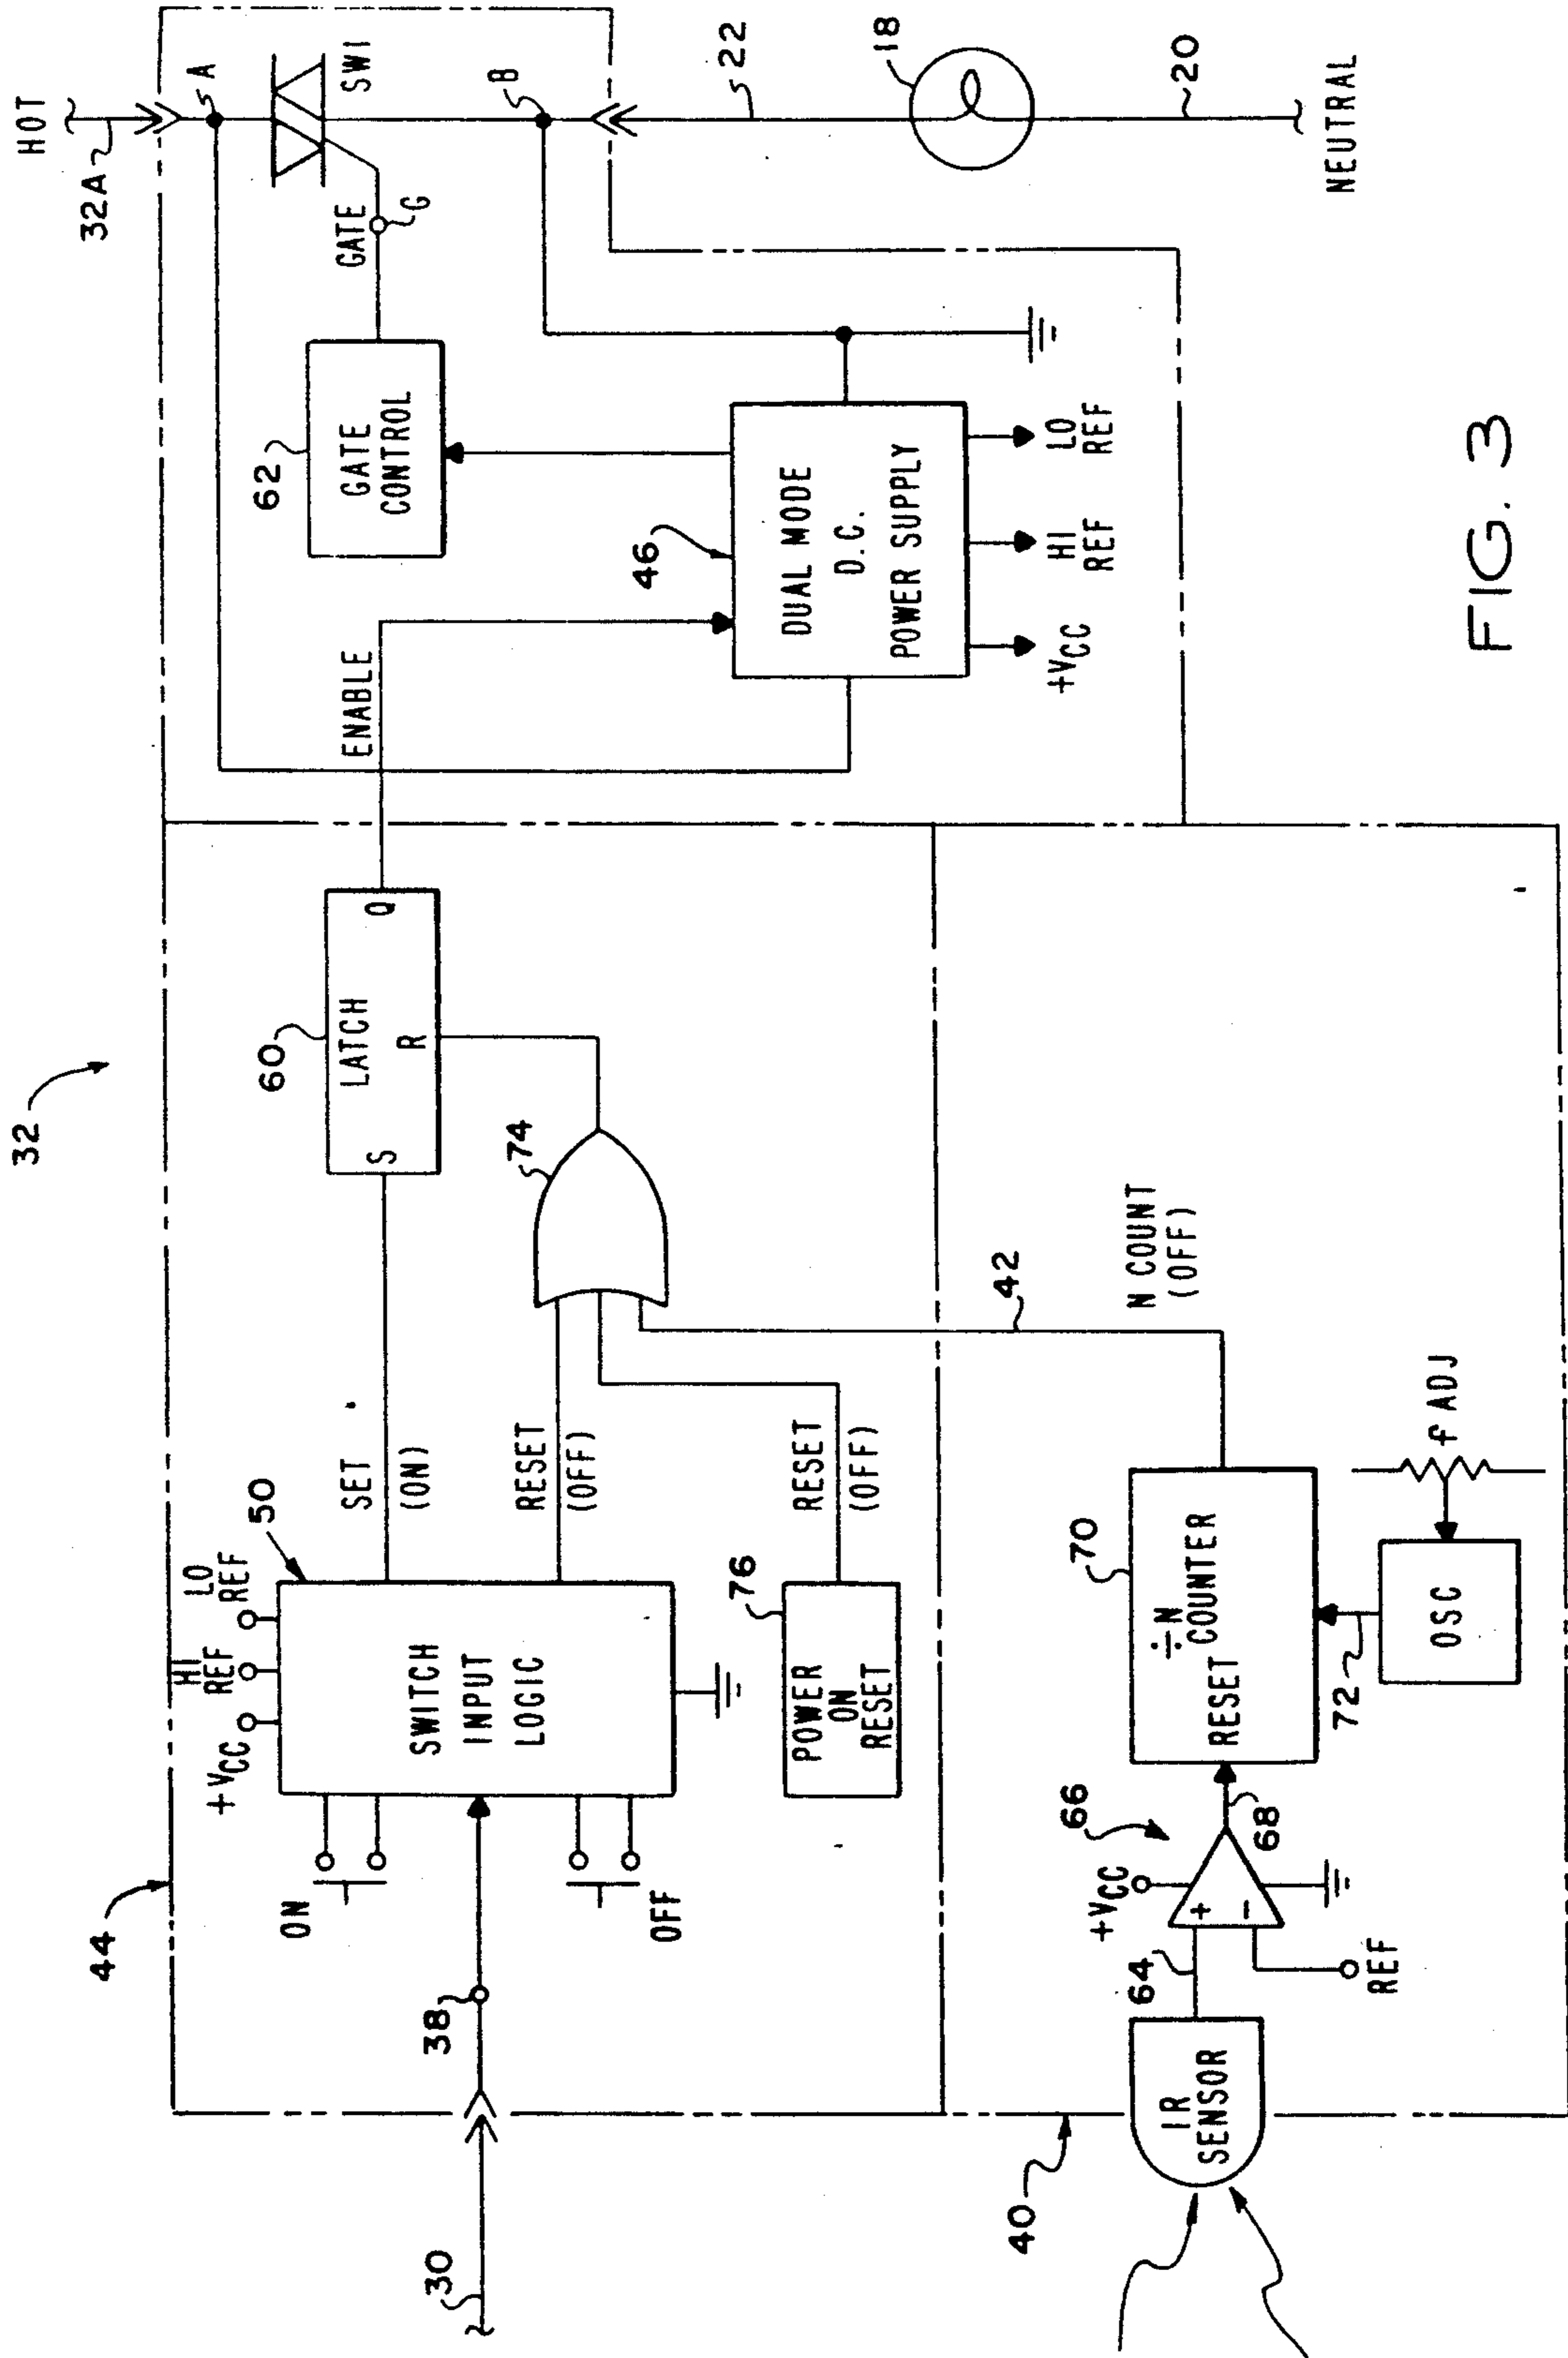 32
HOT
32A
A
SW1
GATE
G
B
22
18
20
NEUTRAL
62
GATE
CONTROL
ENABLE
46
DUAL MODE
D.C.
POWER SUPPLY
+VCC
HI
REF
LO
REF
44
+VCC
HI
REF
LO
REF
50
ON
OFF
SWITCH
INPUT
LOGIC
30
38
SET
(ON)
RESET
(OFF)
60
LATCH
S
R
Q
74
76
POWER
ON
RESET
RESET
(OFF)
42
N COUNT
(OFF)
40
IR
SENSOR
64
66
+VCC
+
-
REF
68
70
÷N
COUNTER
RESET
72
OSC
f ADJ
FIG. 3